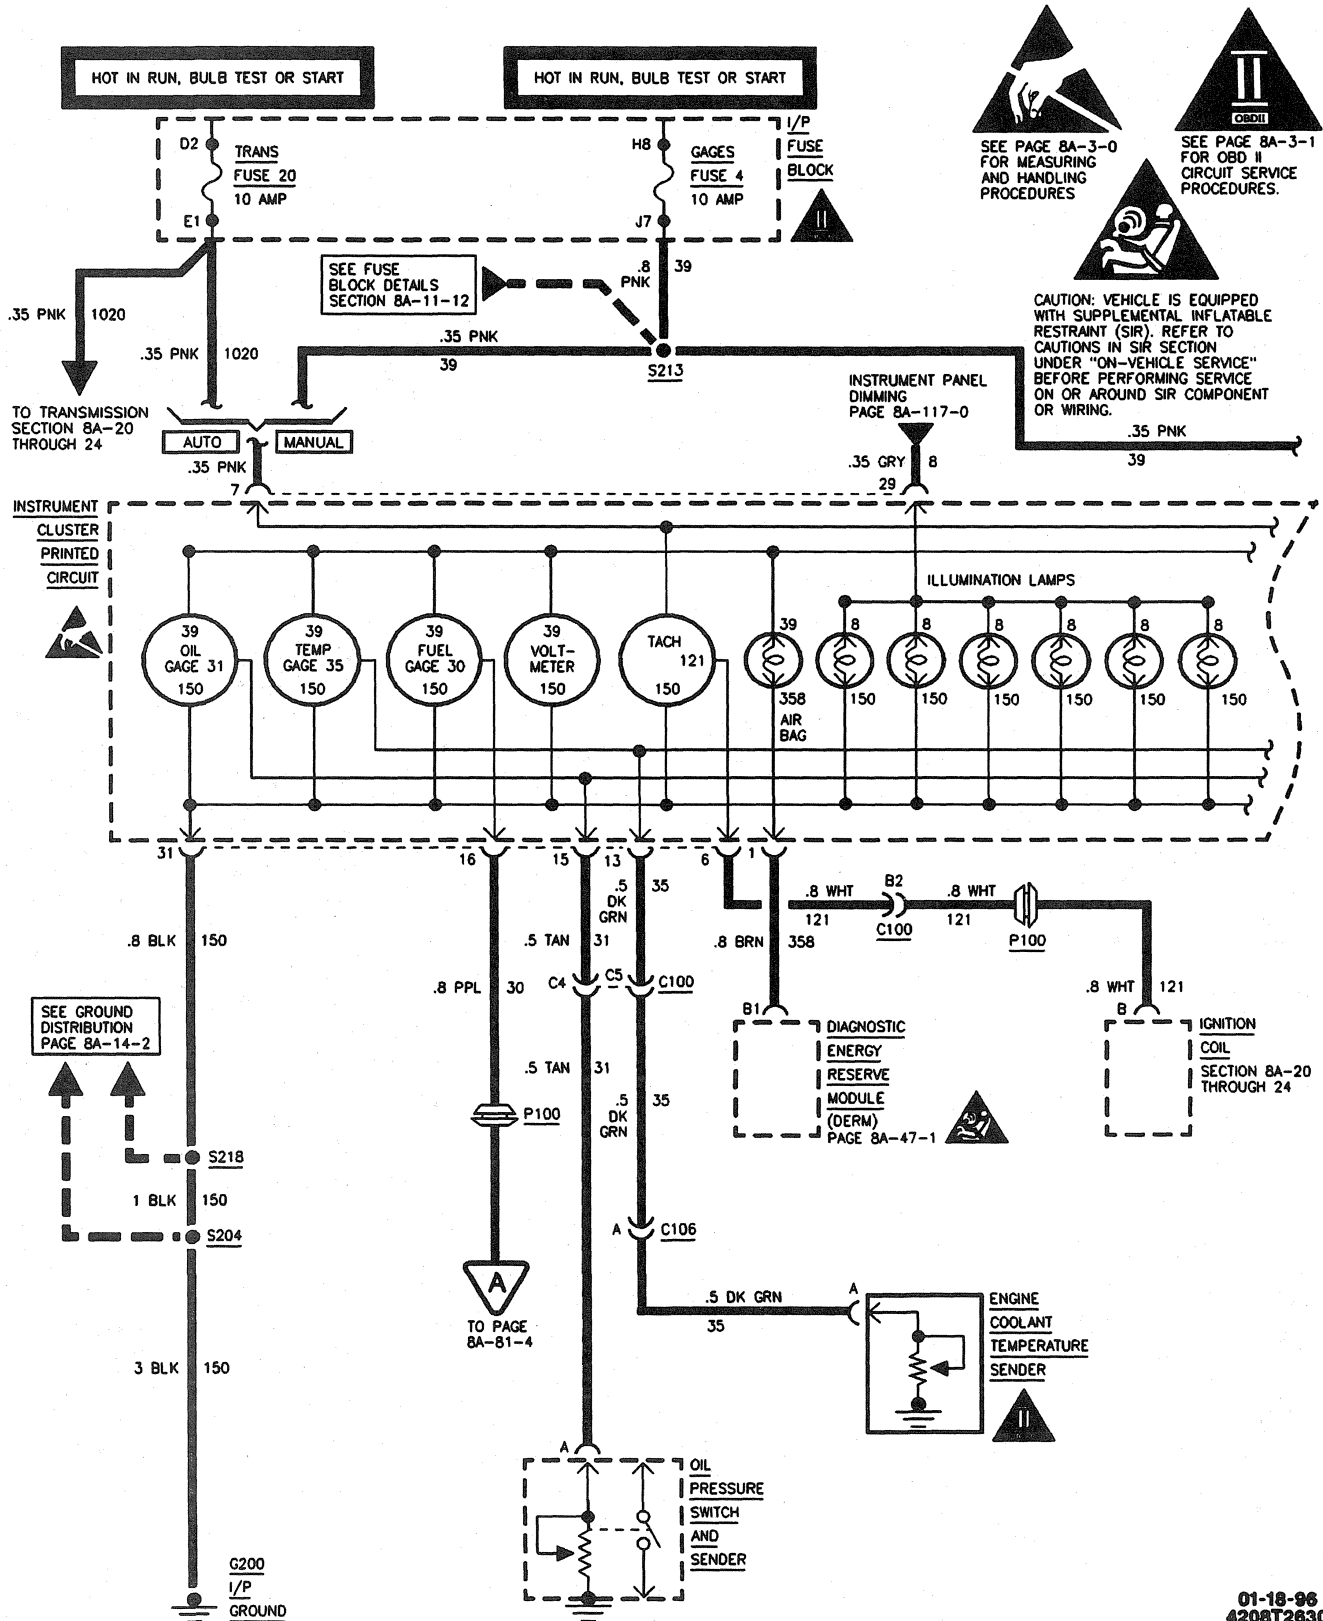 HOT IN RUN, BULB TEST OR START
HOT IN RUN, BULB TEST OR START
D2
TRANS
FUSE 20
10 AMP
E1
H8
GAGES
FUSE 4
10 AMP
J7
I/P
FUSE
BLOCK
II
SEE PAGE 8A-3-0
FOR MEASURING
AND HANDLING
PROCEDURES
II
OBDII
SEE PAGE 8A-3-1
FOR OBD II
CIRCUIT SERVICE
PROCEDURES.
CAUTION: VEHICLE IS EQUIPPED
WITH SUPPLEMENTAL INFLATABLE
RESTRAINT (SIR). REFER TO
CAUTIONS IN SIR SECTION
UNDER "ON-VEHICLE SERVICE"
BEFORE PERFORMING SERVICE
ON OR AROUND SIR COMPONENT
OR WIRING.
SEE FUSE
BLOCK DETAILS
SECTION 8A-11-12
.8
PNK
39
.35 PNK
1020
.35 PNK
1020
.35 PNK
39
S213
TO TRANSMISSION
SECTION 8A-20
THROUGH 24
AUTO
MANUAL
.35 PNK
7
INSTRUMENT PANEL
DIMMING
PAGE 8A-117-0
.35 GRY
8
29
.35 PNK
39
INSTRUMENT
CLUSTER
PRINTED
CIRCUIT
ILLUMINATION LAMPS
39
OIL
GAGE 31
150
39
TEMP
GAGE 35
150
39
FUEL
GAGE 30
150
39
VOLT-
METER
150
TACH
121
150
39
358
AIR
BAG
8
150
8
150
8
150
8
150
8
150
8
150
31
16
15
13
6
1
.8 BLK
150
.8 PPL
30
.5 TAN
31
.5
DK
GRN
35
.8 BRN
358
.8 WHT
121
B2
C100
.8 WHT
121
P100
.8 WHT
121
B
C4
C5
C100
B1
DIAGNOSTIC
ENERGY
RESERVE
MODULE
(DERM)
PAGE 8A-47-1
IGNITION
COIL
SECTION 8A-20
THROUGH 24
SEE GROUND
DISTRIBUTION
PAGE 8A-14-2
.5 TAN
31
.5
DK
GRN
35
P100
S218
1 BLK
150
S204
A
C106
A
TO PAGE
8A-81-4
.5 DK GRN
35
A
ENGINE
COOLANT
TEMPERATURE
SENDER
II
3 BLK
150
A
OIL
PRESSURE
SWITCH
AND
SENDER
G200
I/P
GROUND
01-18-96